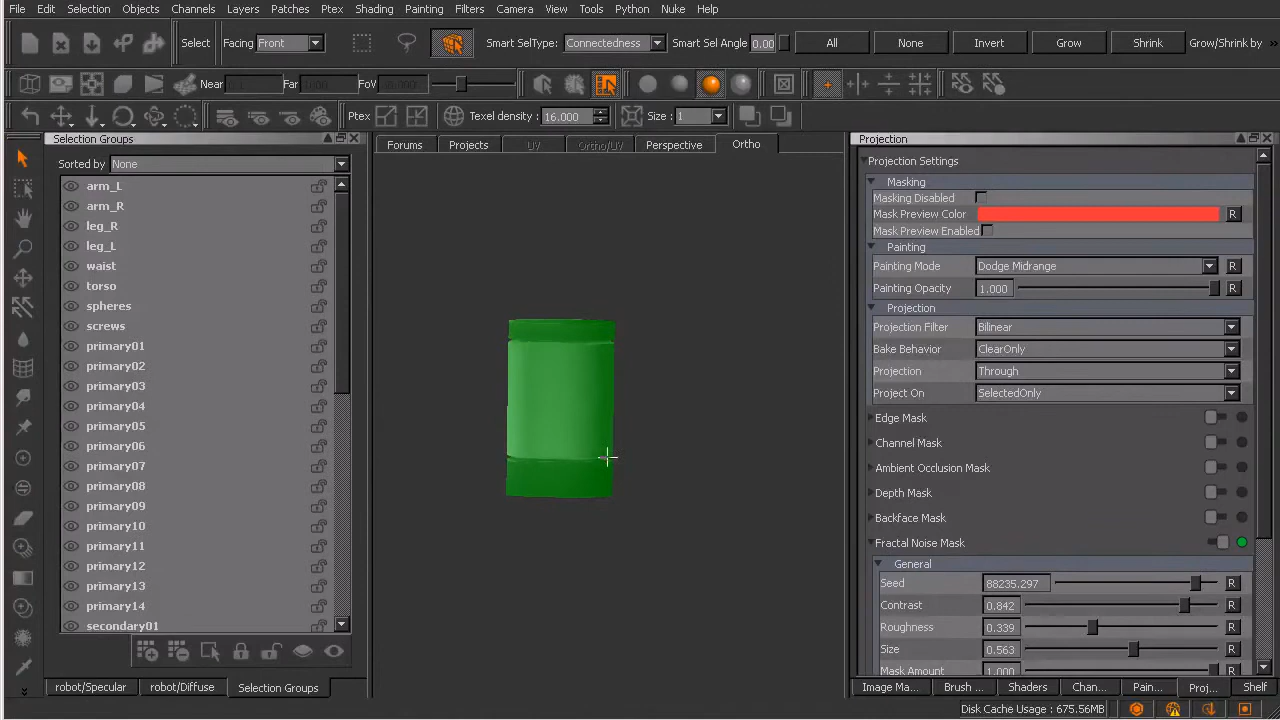 File Edit Selection Primitives Objects Channels Layers Patches Ptex Shading Painting Filters Camera View Tools Python Nuke Help
Select Facing Front Smart SelType: Connectedness Smart Sel Angle 0.00 All None Invert Grow Shrink Grow/Shrink by
Near Far FoV
Ptex Texel density: 16.000 Size : 1
Selection Groups
Sorted by None
arm_L
arm_R
leg_R
leg_L
waist
torso
spheres
screws
primary01
primary02
primary03
primary04
primary05
primary06
primary07
primary08
primary09
primary10
primary11
primary12
primary13
primary14
secondary01
robot/Specular robot/Diffuse Selection Groups
Forums Projects UV Ortho/UV Perspective Ortho
Projection
Projection Settings
Masking
Masking Disabled
Mask Preview Color R
Mask Preview Enabled
Painting
Painting Mode Dodge Midrange R
Painting Opacity 1.000 R
Projection
Projection Filter Bilinear
Bake Behavior ClearOnly
Projection Through
Project On SelectedOnly
Edge Mask
Channel Mask
Ambient Occlusion Mask
Depth Mask
Backface Mask
Fractal Noise Mask
General
Seed 88235.297 R
Contrast 0.842 R
Roughness 0.339 R
Size 0.563 R
Mask Amount 1.000
Image Ma... Brush ... Shaders Chan... Pain... Proj... Shelf
Disk Cache Usage : 675.56MB